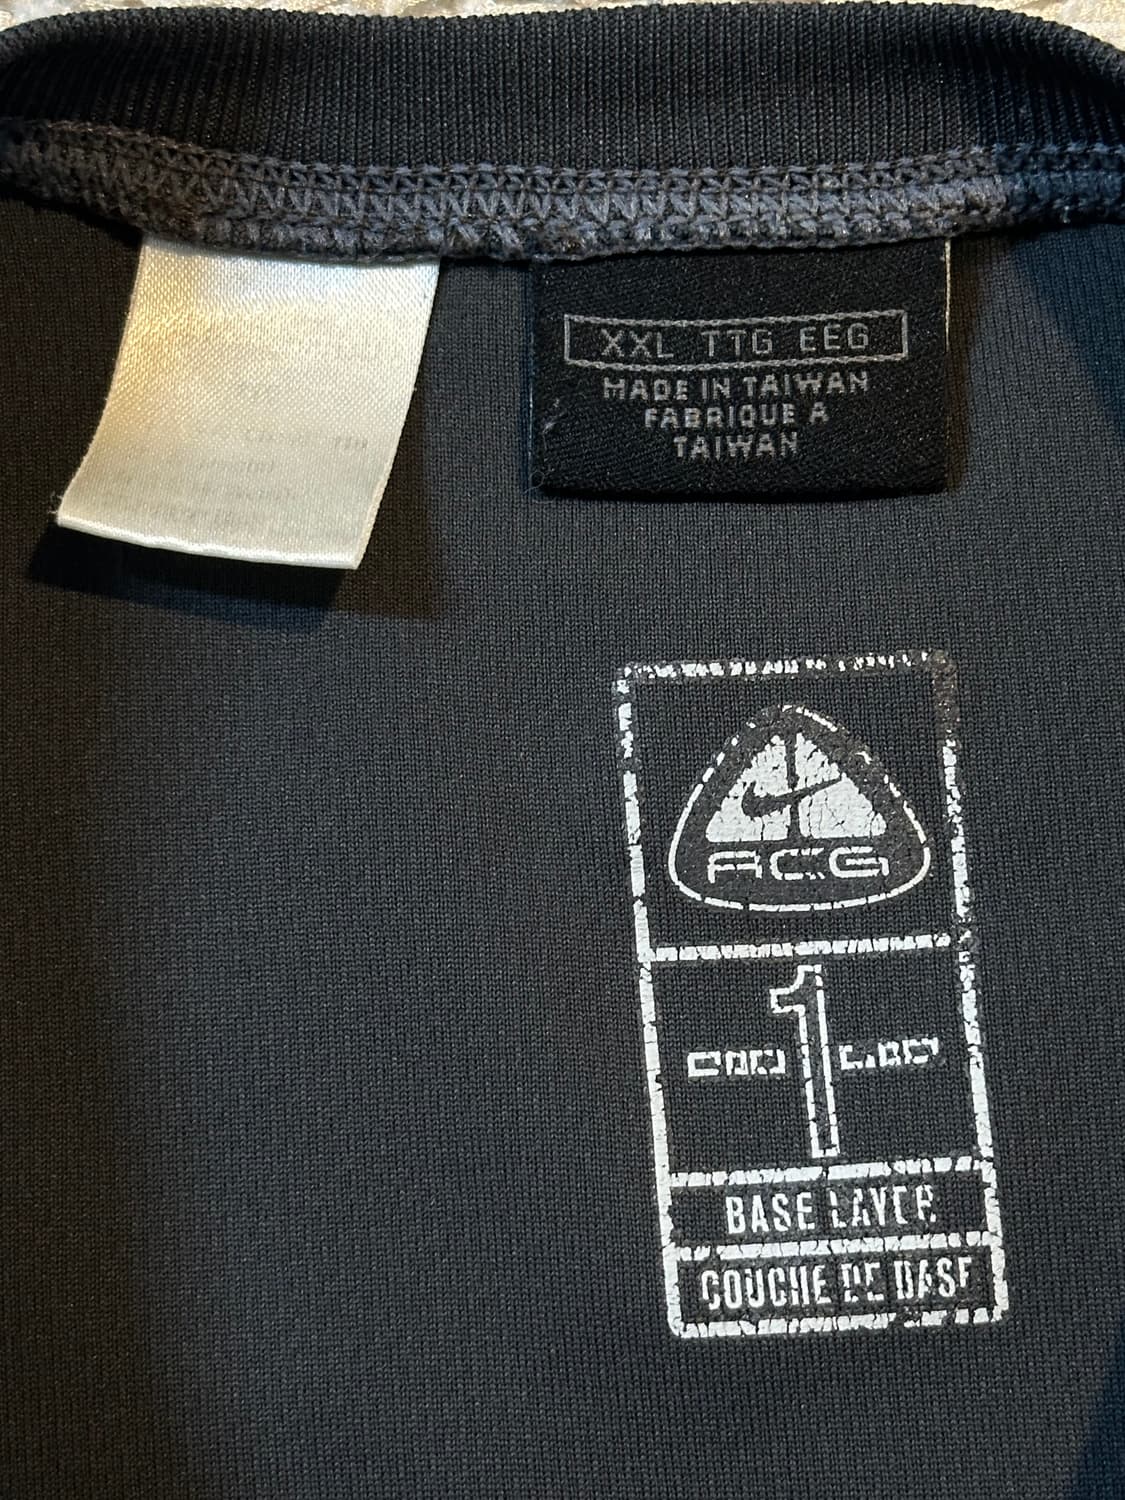 XXL TTG EEG
MADE IN TAIWAN
FABRIQUE A
TAIWAN
ACG
1
BASE LAYER
COUCHE DE BASE